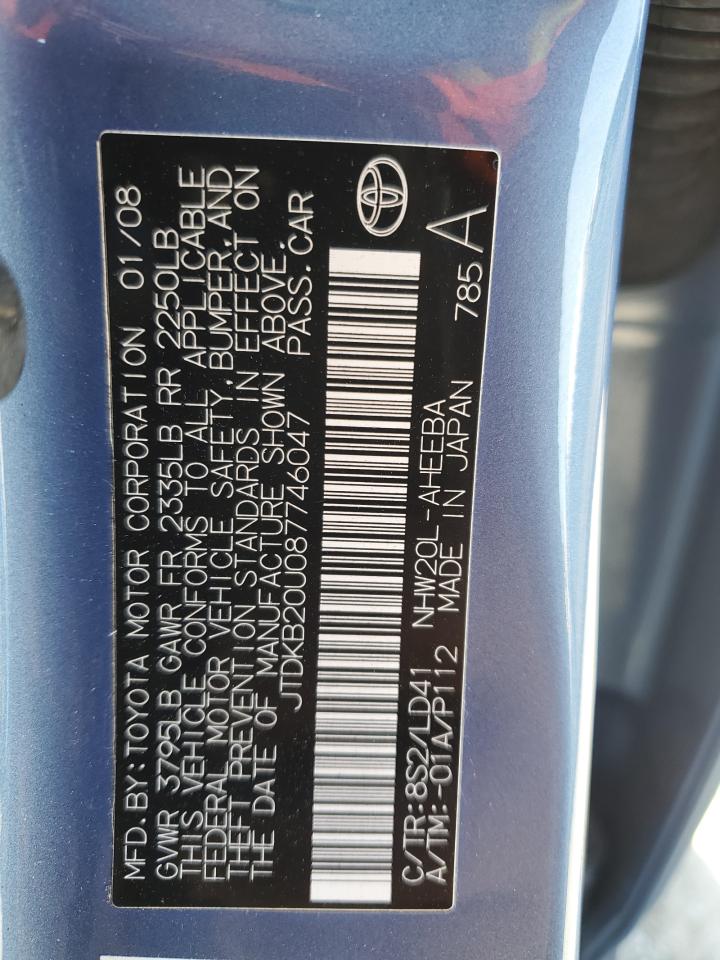 MFD. BY: TOYOTA MOTOR CORPORATION 01/08
GVWR 3795LB GAWR FR 2335LB RR 2250LB
THIS VEHICLE CONFORMS TO ALL APPLICABLE
FEDERAL MOTOR VEHICLE SAFETY, BUMPER, AND
THEFT PREVENTION STANDARDS IN EFFECT ON
THE DATE OF MANUFACTURE SHOWN ABOVE.
JTDKB20U087746047 PASS. CAR
C/TR: 8S2/LD41 NHW20L-AHEEBA
A/TM: -01A/P112 MADE IN JAPAN 785 A